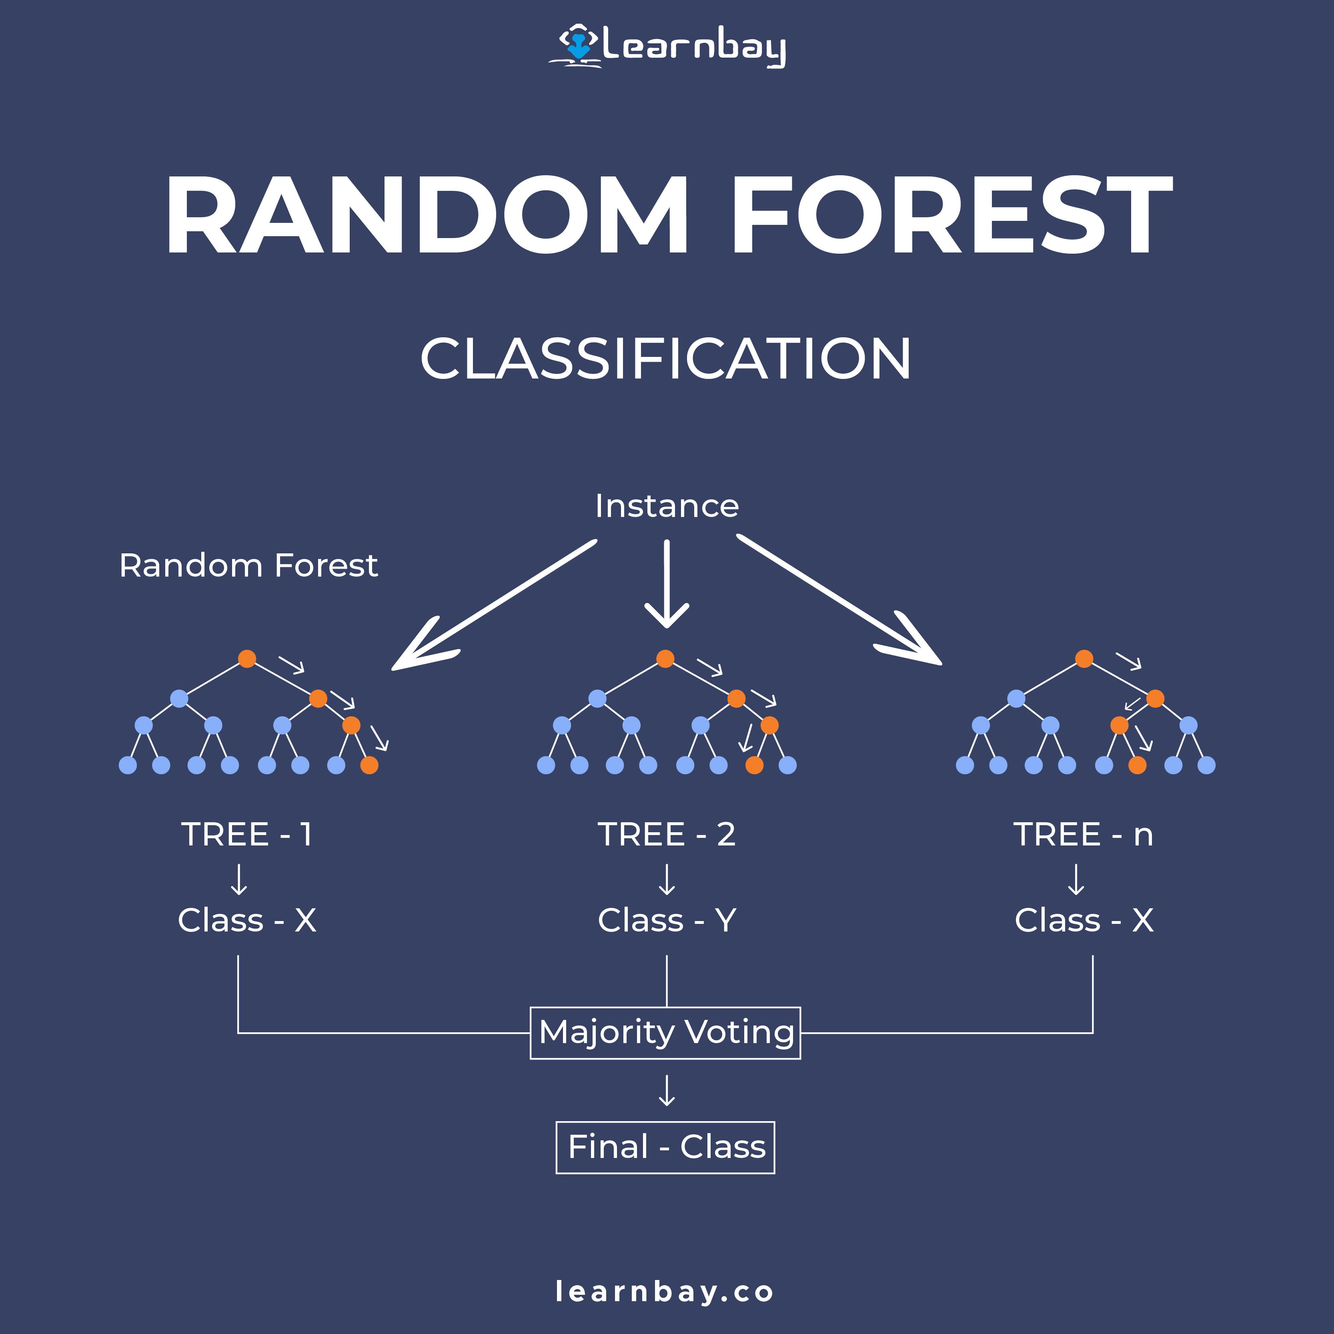 Learnbay
RANDOM FOREST
CLASSIFICATION
Instance
Random Forest
TREE - 1
TREE - 2
TREE - n
Class - X
Class - Y
Class - X
Majority Voting
Final - Class
learnbay.co